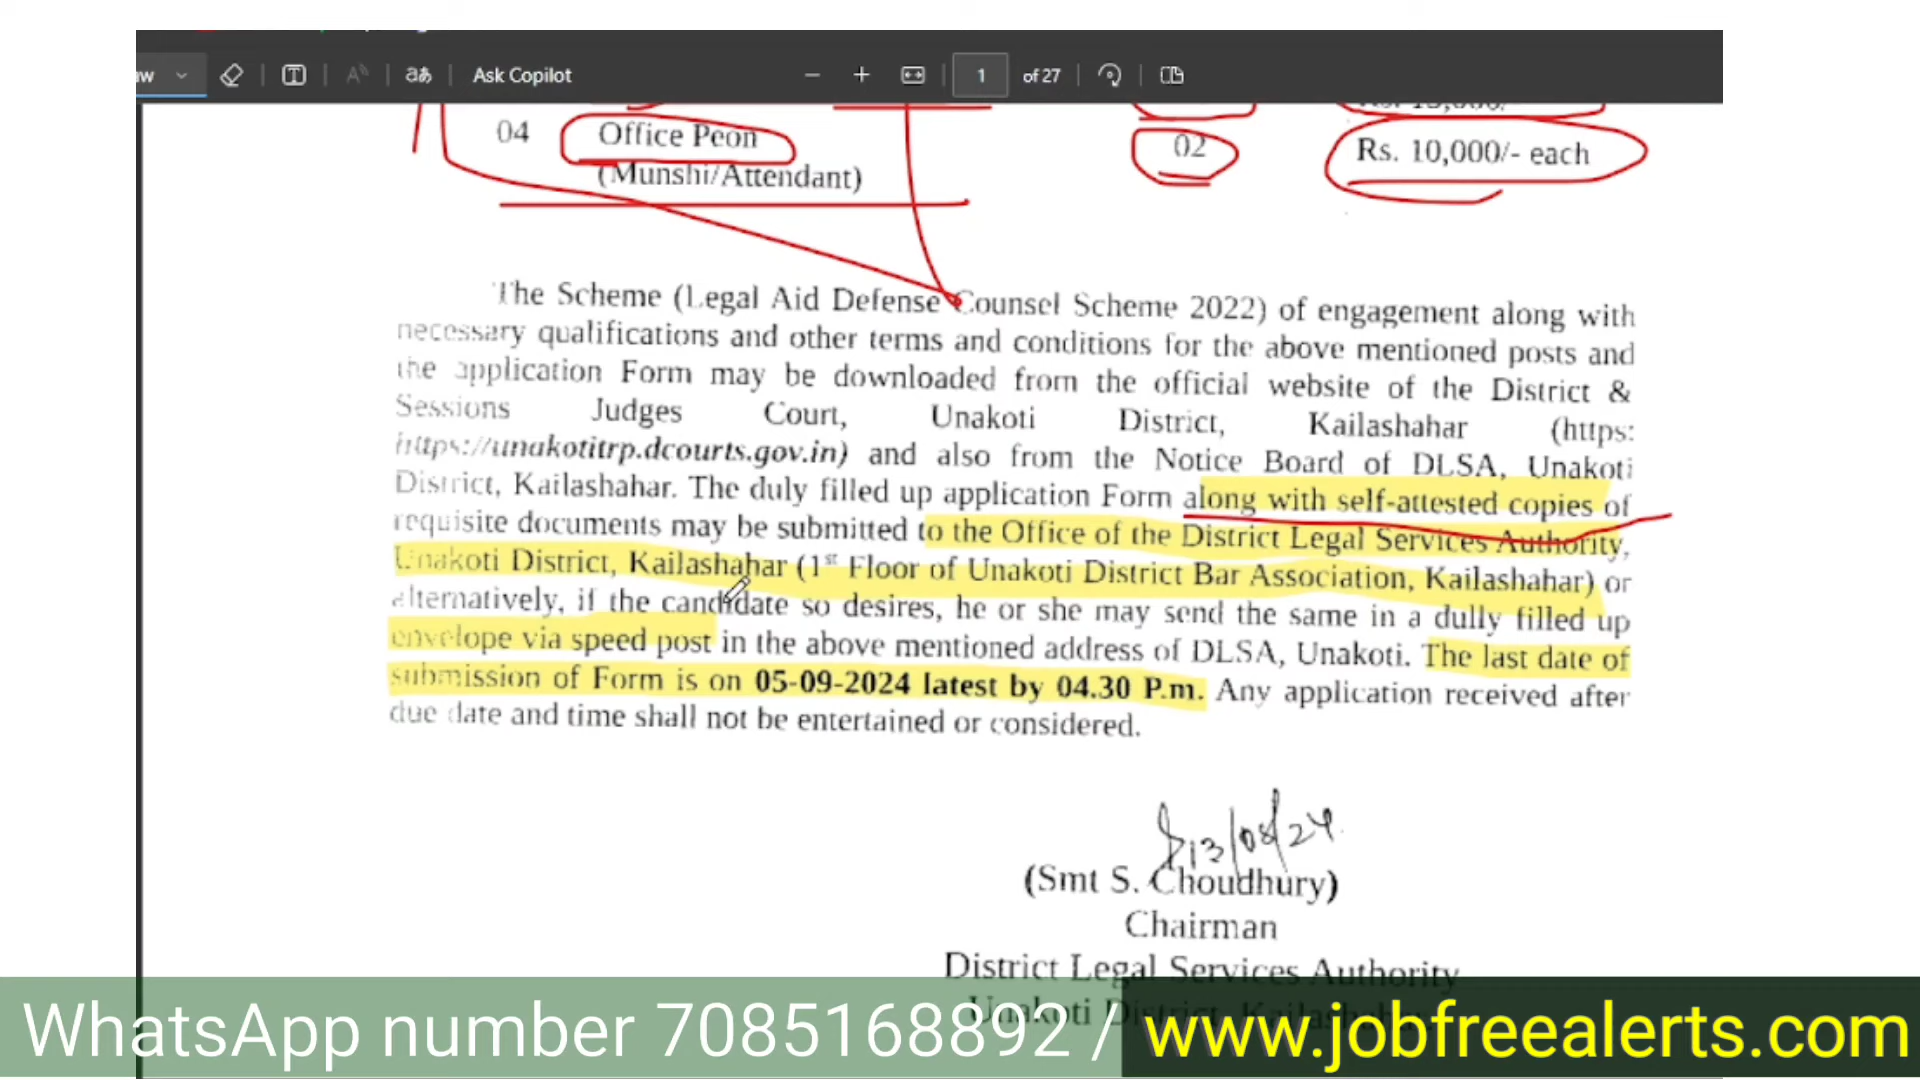 aw
aあ
Ask Copilot
1 of 27
04 Office Peon 02 Rs. 10,000/- each
(Munshi/Attendant)
The Scheme (Legal Aid Defense Counsel Scheme 2022) of engagement along with
necessary qualifications and other terms and conditions for the above mentioned posts and
the application Form may be downloaded from the official website of the District &
Sessions Judges Court, Unakoti District, Kailashahar (https:
https://unakotitrp.dcourts.gov.in) and also from the Notice Board of DLSA, Unakoti
District, Kailashahar. The duly filled up application Form along with self-attested copies of
requisite documents may be submitted to the Office of the District Legal Services Authority,
Unakoti District, Kailashahar (1st Floor of Unakoti District Bar Association, Kailashahar) or
alternatively, if the candidate so desires, he or she may send the same in a dully filled up
envelope via speed post in the above mentioned address of DLSA, Unakoti. The last date of
submission of Form is on 05-09-2024 latest by 04.30 P.m. Any application received after
due date and time shall not be entertained or considered.
13/08/24
(Smt S. Choudhury)
Chairman
District Legal Services Authority
Unakoti District, Kailashahar
WhatsApp number 7085168892 / www.jobfreealerts.com